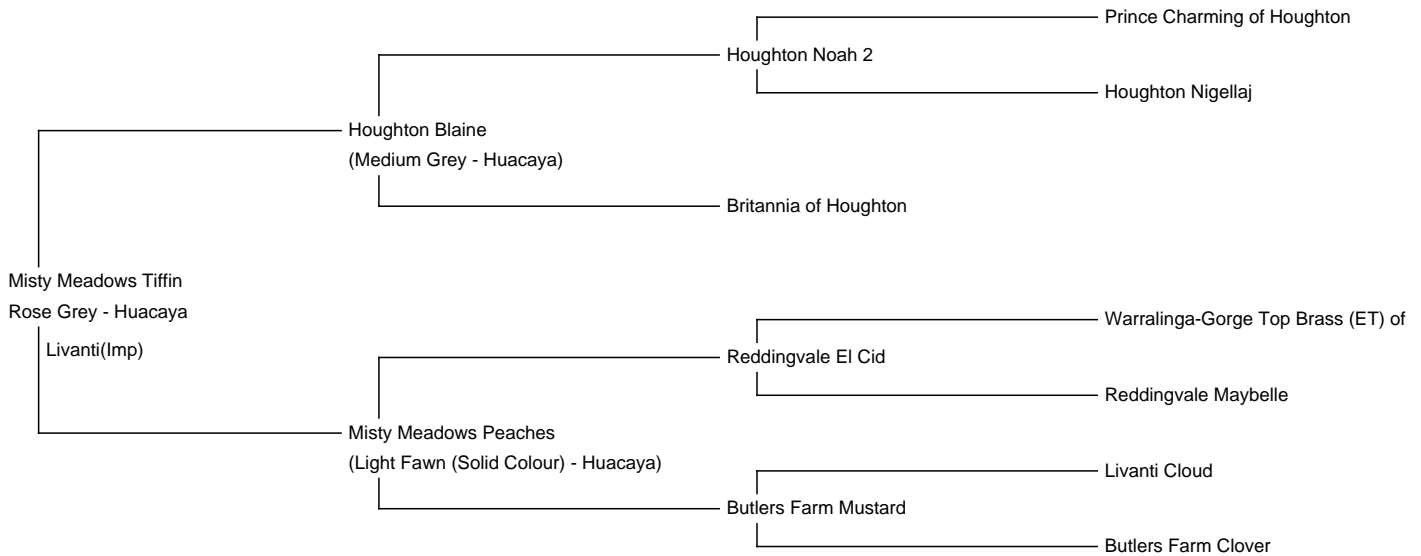 Prince Charming of Houghton
Houghton Noah 2
Houghton Nigellaj
Houghton Blaine
(Medium Grey - Huacaya)
Britannia of Houghton
Misty Meadows Tiffin
Rose Grey - Huacaya
Livanti(Imp)
Warralinga-Gorge Top Brass (ET) of
Reddingvale El Cid
Reddingvale Maybelle
Misty Meadows Peaches
(Light Fawn (Solid Colour) - Huacaya)
Livanti Cloud
Butlers Farm Mustard
Butlers Farm Clover